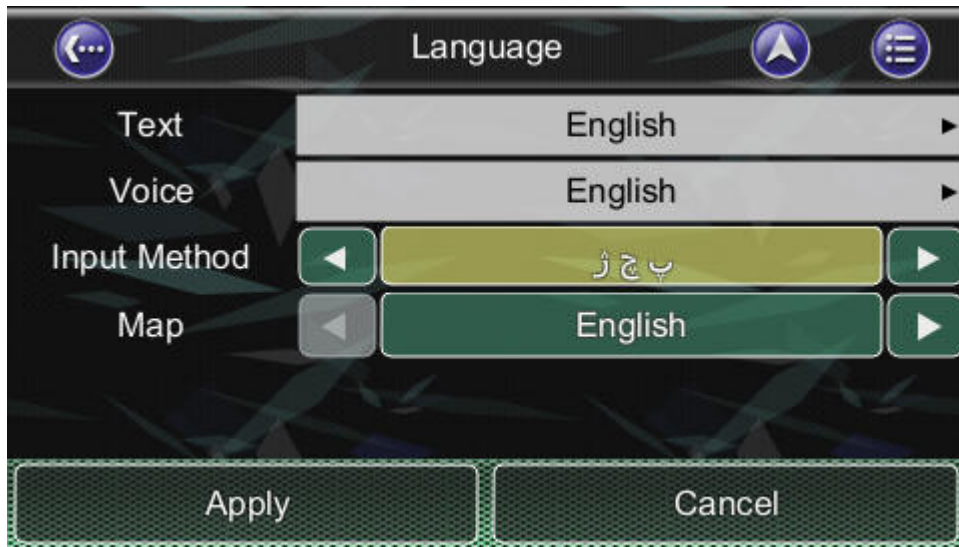 Language
Text English
Voice English
Input Method پ چ ژ
Map English
Apply Cancel